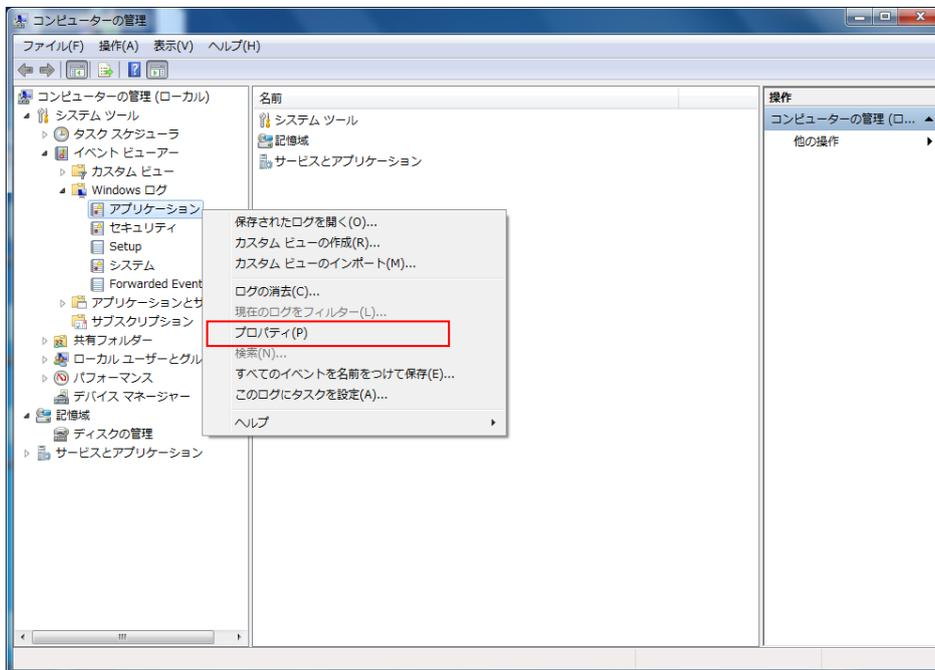 コンピューターの管理
ファイル(F) 操作(A) 表示(V) ヘルプ(H)
コンピューターの管理 (ローカル)
システム ツール
タスク スケジューラ
イベント ビューアー
カスタム ビュー
Windows ログ
アプリケーション
セキュリティ
Setup
システム
Forwarded Event
アプリケーションとサ
サブスクリプション
共有フォルダー
ローカル ユーザーとグル
パフォーマンス
デバイス マネージャー
記憶域
ディスクの管理
サービスとアプリケーション
名前
システム ツール
記憶域
サービスとアプリケーション
保存されたログを開く(O)...
カスタム ビューの作成(R)...
カスタム ビューのインポート(M)...
ログの消去(C)...
現在のログをフィルター(L)...
プロパティ(P)
検索(N)...
すべてのイベントを名前をつけて保存(E)...
このログにタスクを設定(A)...
ヘルプ
操作
コンピューターの管理 (ロ...
他の操作